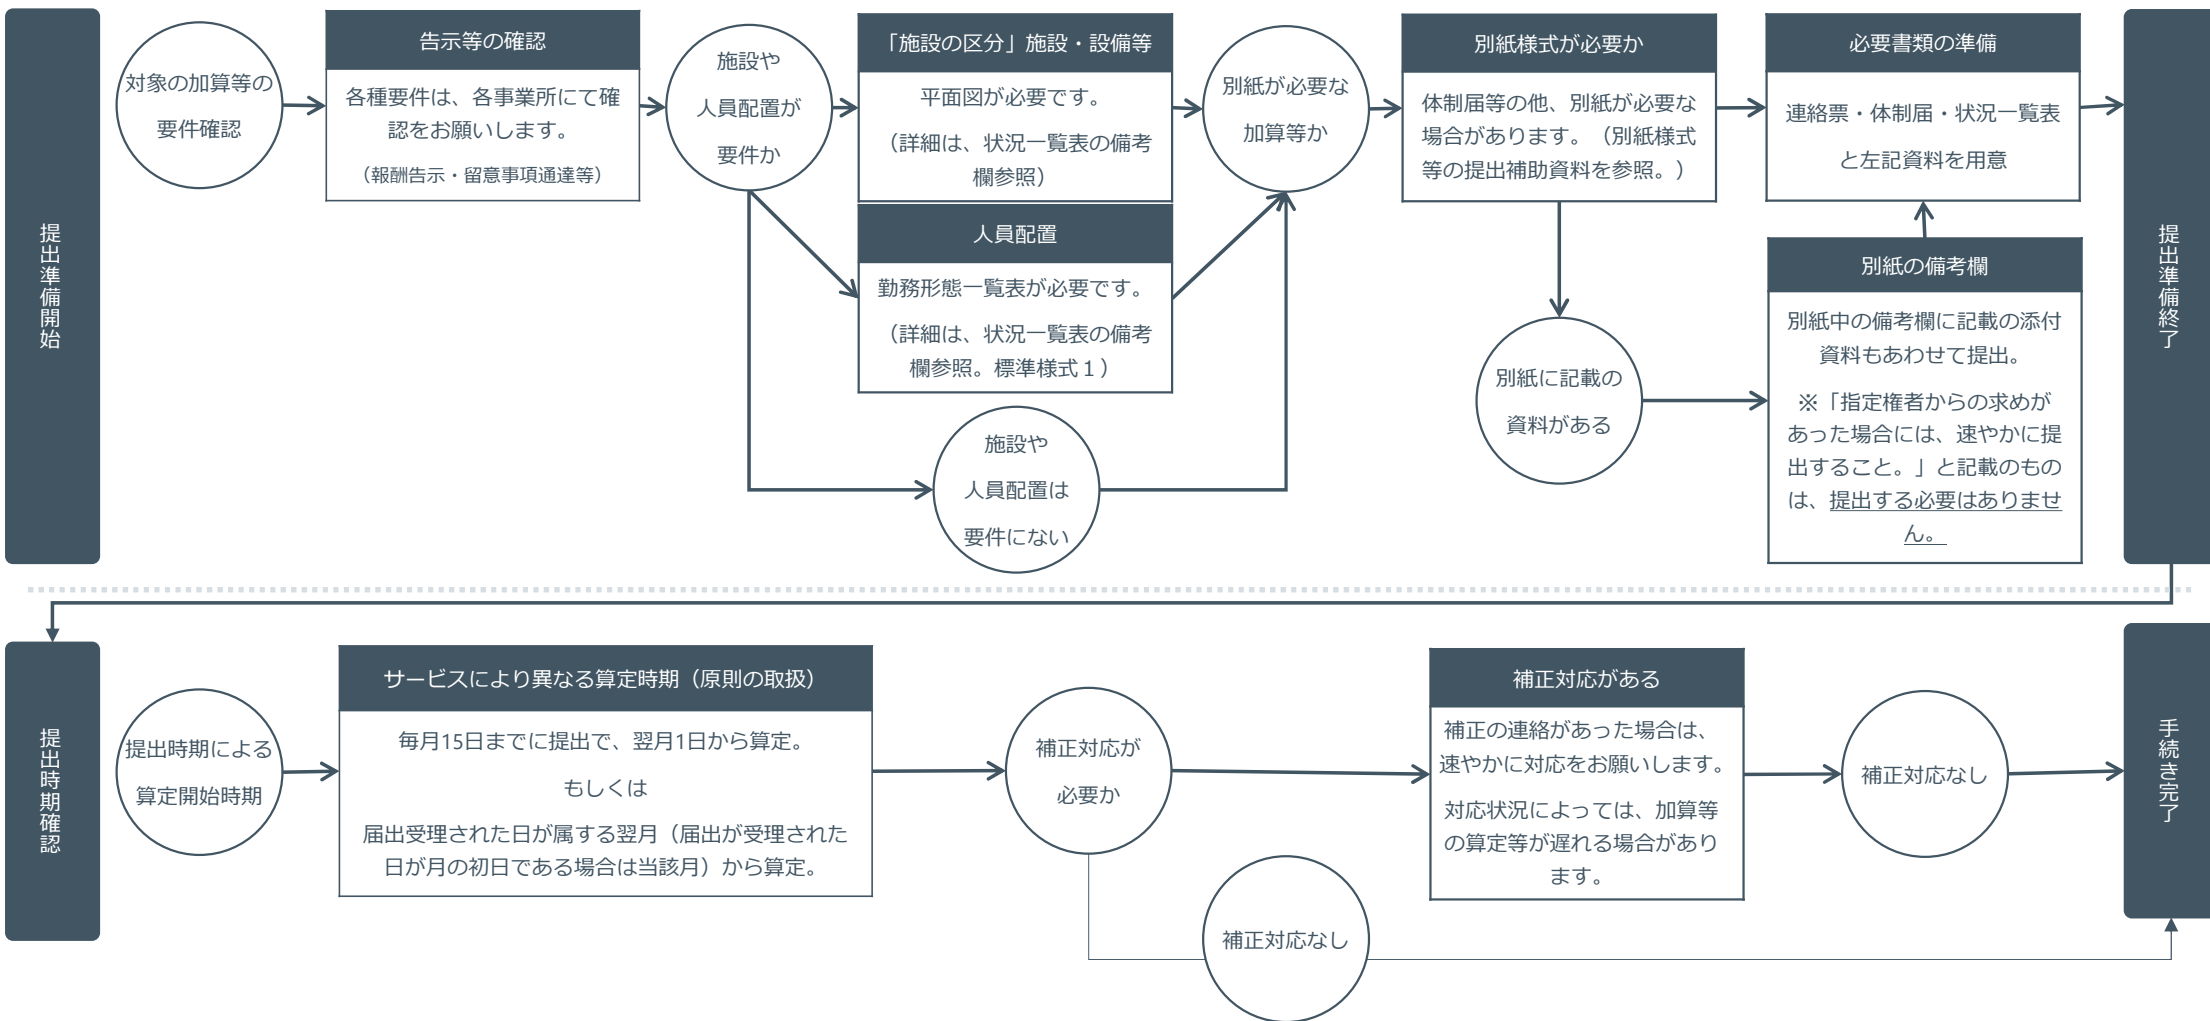 提出準備開始
対象の加算等の
要件確認
告示等の確認
各種要件は、各事業所にて確
認をお願いします。
（報酬告示・留意事項通達等）
施設や
人員配置が
要件か
「施設の区分」施設・設備等
平面図が必要です。
（詳細は、状況一覧表の備考
欄参照）
人員配置
勤務形態一覧表が必要です。
（詳細は、状況一覧表の備考
欄参照。標準様式１）
施設や
人員配置は
要件にない
別紙が必要な
加算等か
別紙様式が必要か
体制届等の他、別紙が必要な
場合があります。（別紙様式
等の提出補助資料を参照。）
別紙に記載の
資料がある
必要書類の準備
連絡票・体制届・状況一覧表
と左記資料を用意
別紙の備考欄
別紙中の備考欄に記載の添付
資料もあわせて提出。
※「指定権者からの求めが
あった場合には、速やかに提
出すること。」と記載のもの
は、提出する必要はありませ
ん。
提出準備終了
提出時期確認
提出時期による
算定開始時期
サービスにより異なる算定時期（原則の取扱）
毎月15日までに提出で、翌月1日から算定。
もしくは
届出受理された日が属する翌月（届出が受理された
日が月の初日である場合は当該月）から算定。
補正対応が
必要か
補正対応がある
補正の連絡があった場合は、
速やかに対応をお願いします。
対応状況によっては、加算等
の算定等が遅れる場合があり
ます。
補正対応なし
補正対応なし
手続き完了